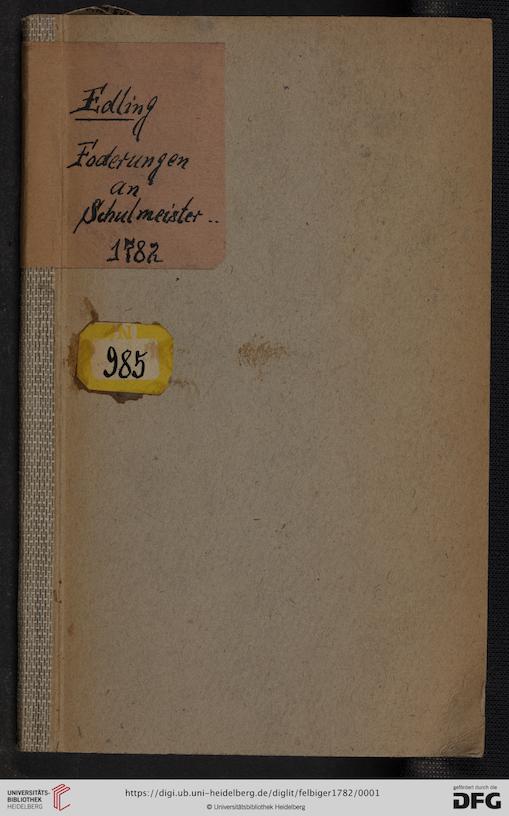 Edling
Foderungen
an
Schulmeister..
1782
N
985
UNIVERSITÄTS-
BIBLIOTHEK
HEIDELBERG
https://digi.ub.uni-heidelberg.de/diglit/felbiger1782/0001
© Universitätsbibliothek Heidelberg
gefördert durch die
DFG